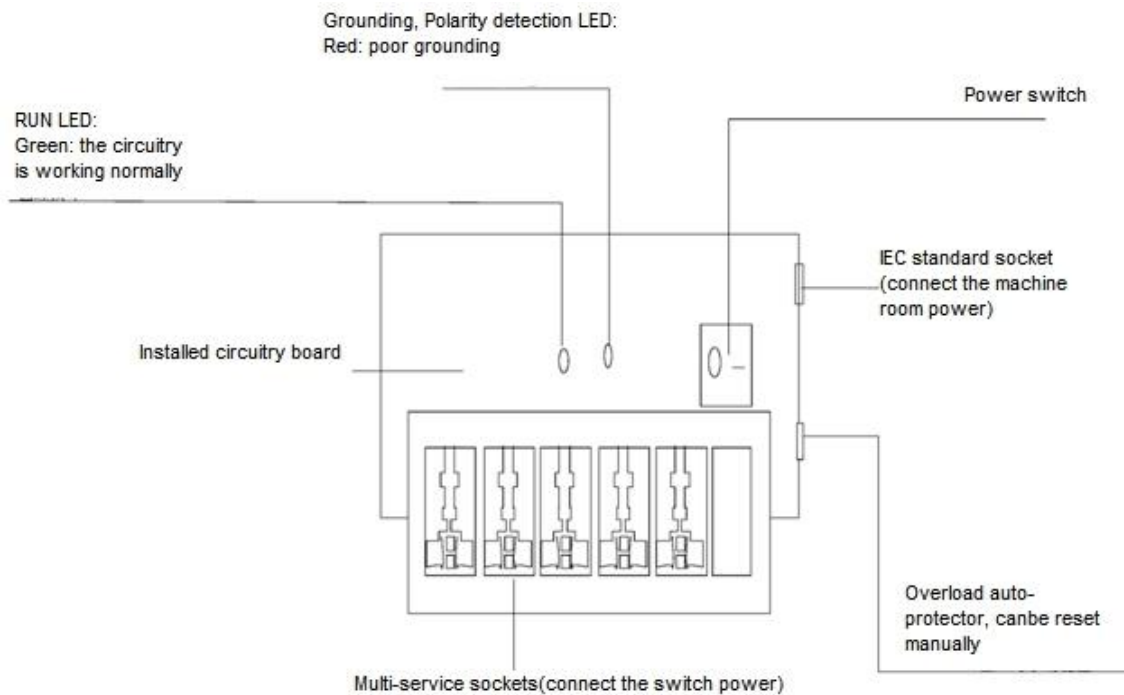 Grounding, Polarity detection LED:
Red: poor grounding
Power switch
RUN LED:
Green: the circuitry
is working normally
IEC standard socket
(connect the machine
room power)
Installed circuitry board
Overload auto-
protector, canbe reset
manually
Multi-service sockets(connect the switch power)